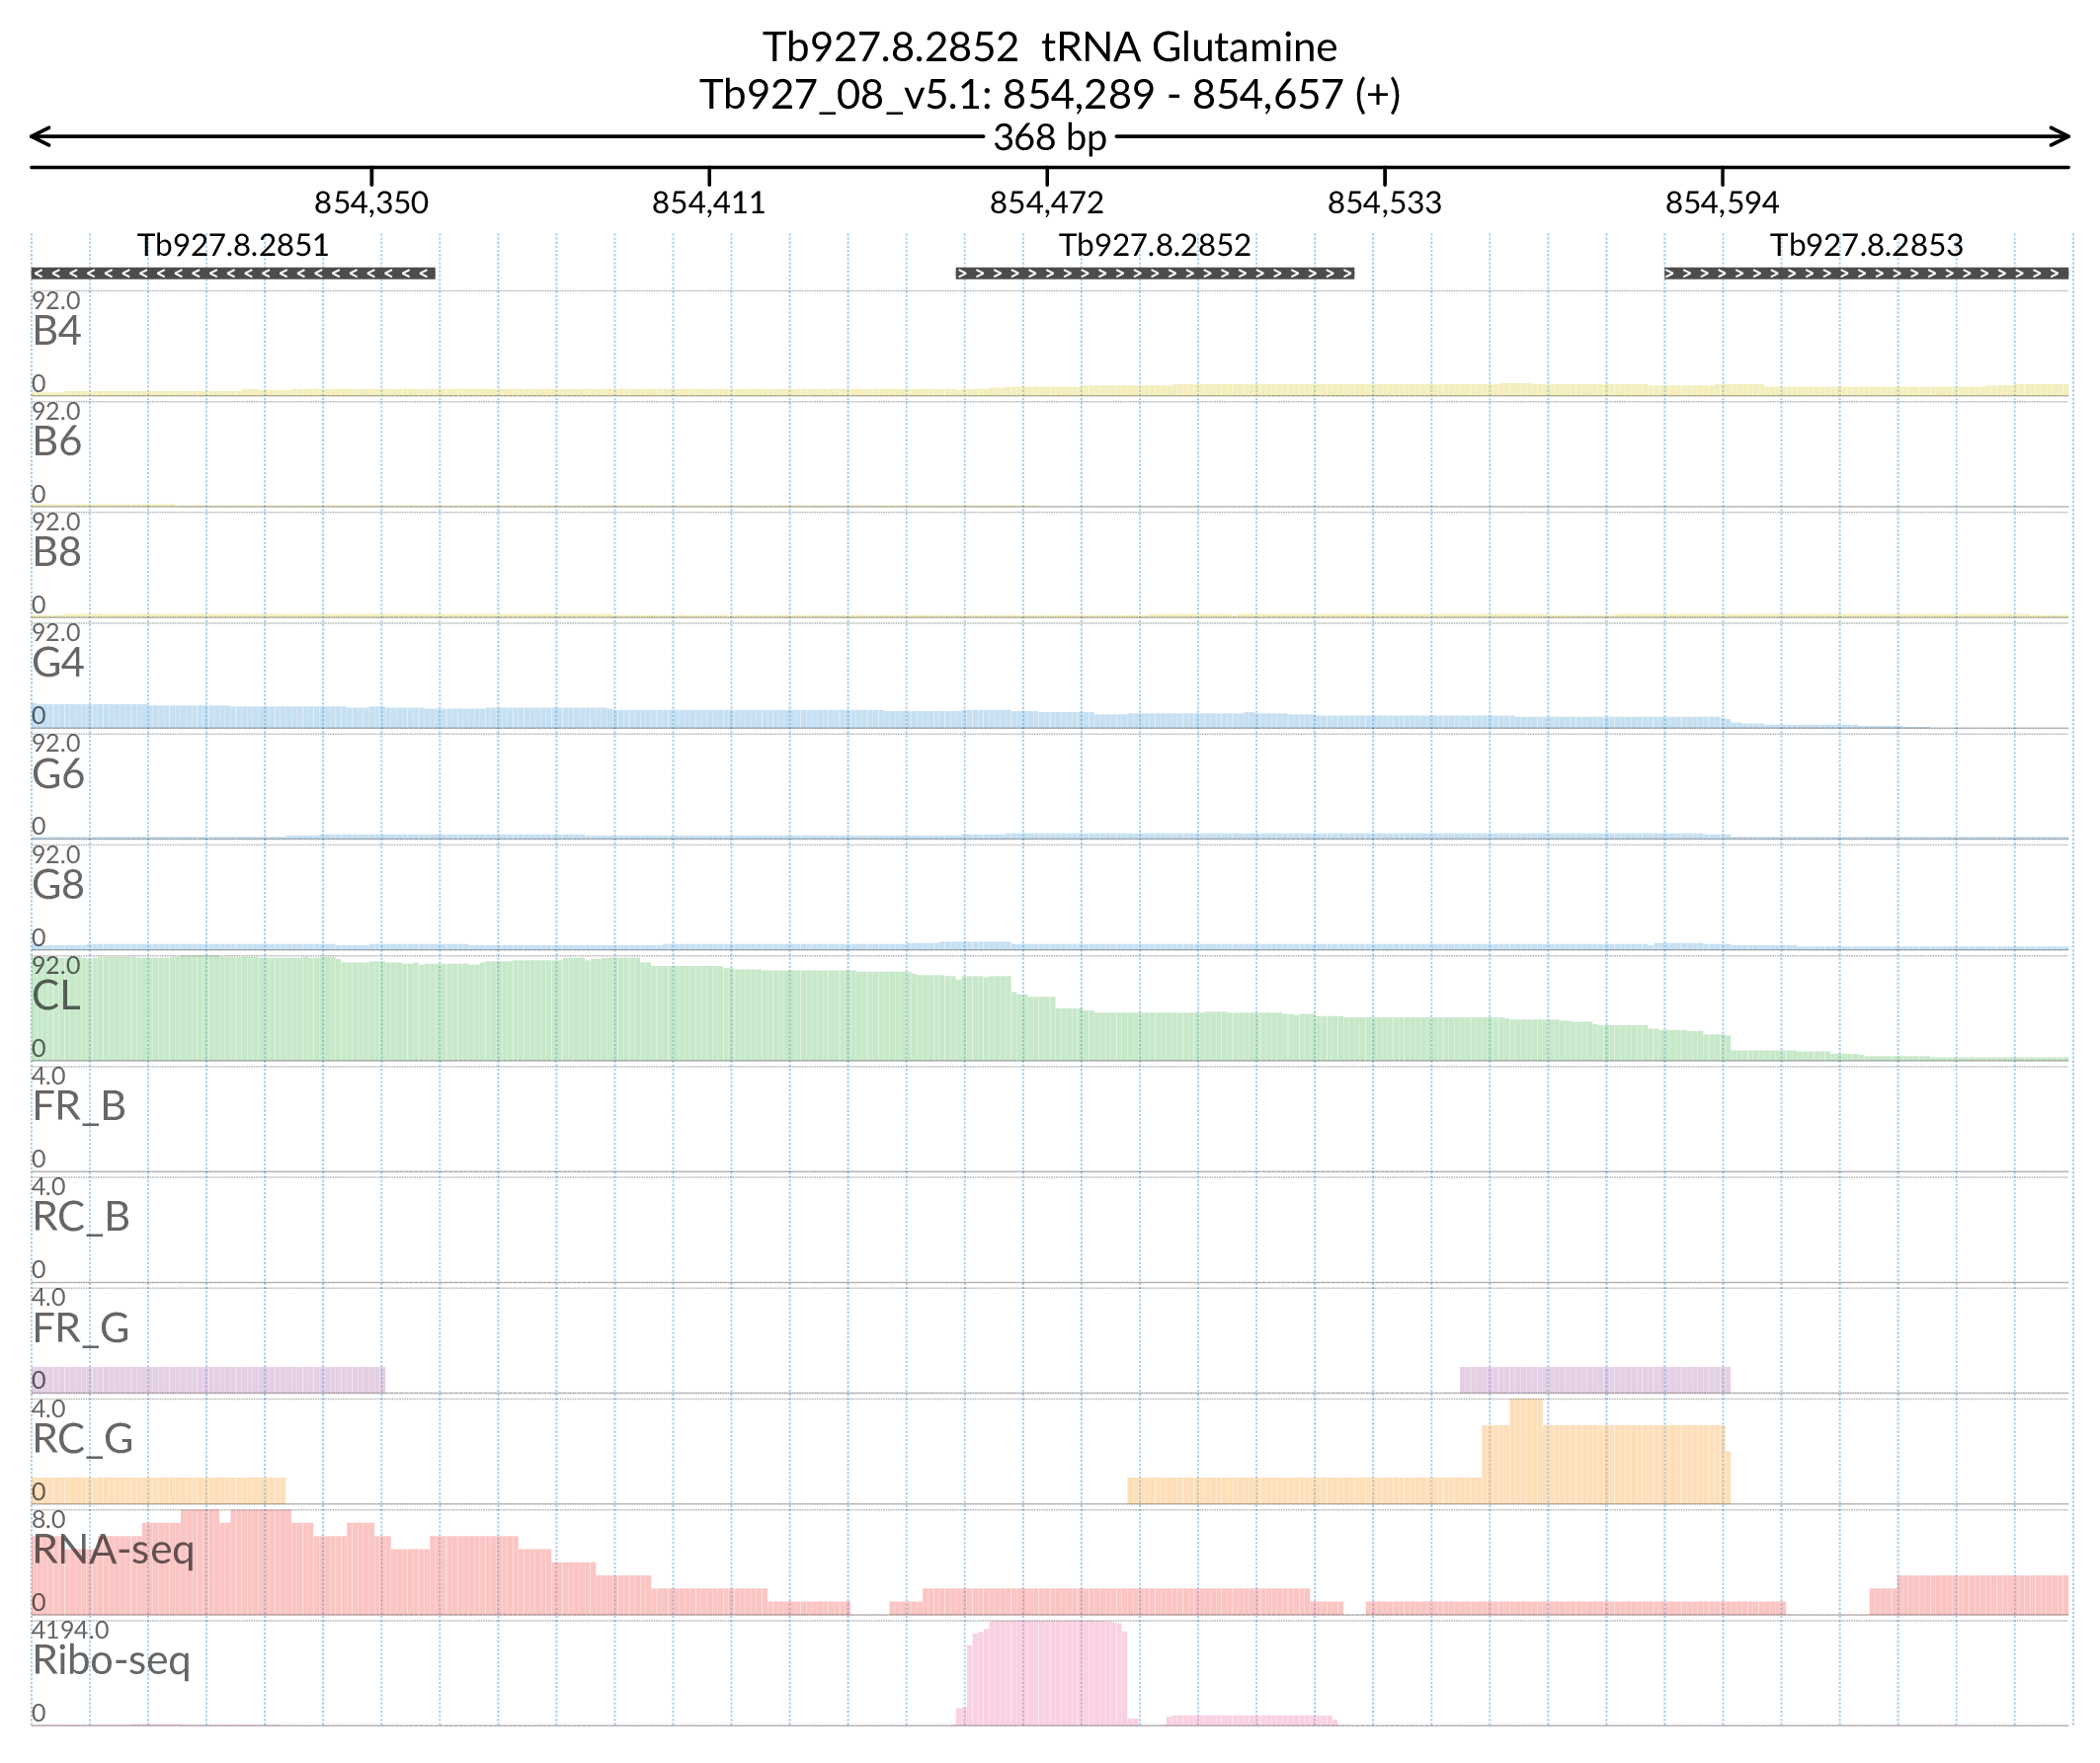 Tb927.8.2852 tRNA Glutamine
Tb927_08_v5.1: 854,289 - 854,657 (+)
368 bp
854,350 854,411 854,472 854,533 854,594
Tb927.8.2851 Tb927.8.2852 Tb927.8.2853
92.0
B4
0
92.0
B6
0
92.0
B8
0
92.0
G4
0
92.0
G6
0
92.0
G8
0
92.0
CL
0
4.0
FR_B
0
4.0
RC_B
0
4.0
FR_G
0
4.0
RC_G
0
8.0
RNA-seq
0
4194.0
Ribo-seq
0